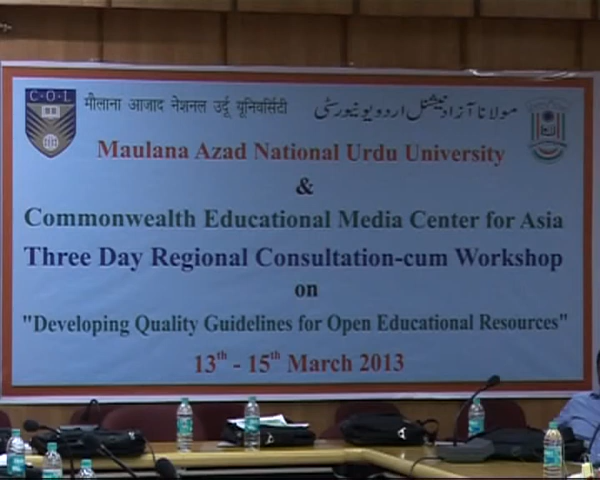 C·O·L
मौलाना आज़ाद नेशनल उर्दू यूनिवर्सिटी
مولانا آزاد نیشنل اردو یونیورسٹی
Maulana Azad National Urdu University
&
Commonwealth Educational Media Center for Asia
Three Day Regional Consultation-cum Workshop
on
"Developing Quality Guidelines for Open Educational Resources"
13th - 15th March 2013